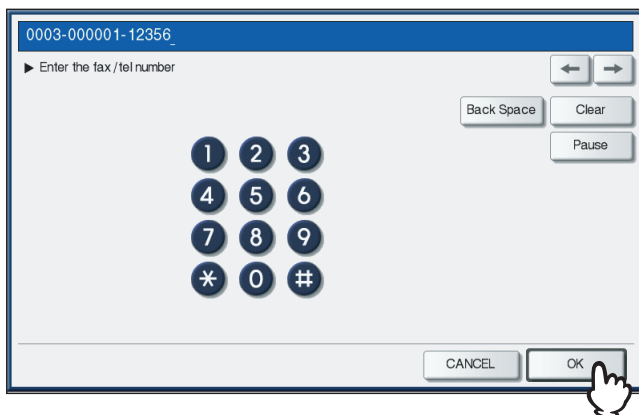 0003-000001-12356_
▶ Enter the fax/tel number
← →
Back Space Clear
Pause
1 2 3
4 5 6
7 8 9
* 0 #
CANCEL OK